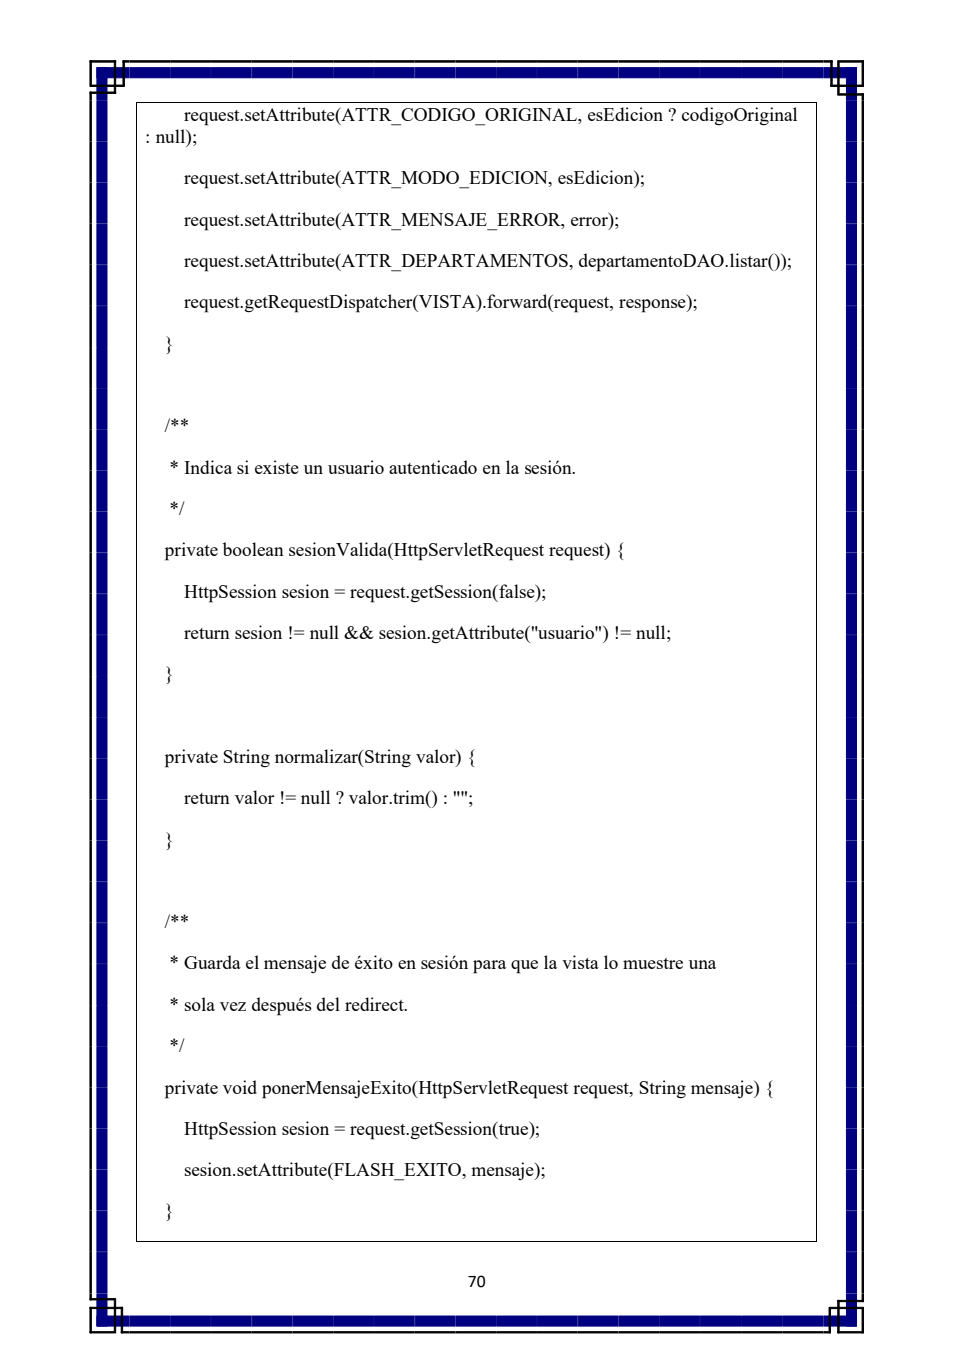 request.setAttribute(ATTR_CODIGO_ORIGINAL, esEdicion ? codigoOriginal
: null);
request.setAttribute(ATTR_MODO_EDICION, esEdicion);
request.setAttribute(ATTR_MENSAJE_ERROR, error);
request.setAttribute(ATTR_DEPARTAMENTOS, departamentoDAO.listar());
request.getRequestDispatcher(VISTA).forward(request, response);
}
/**
* Indica si existe un usuario autenticado en la sesión.
*/
private boolean sesionValida(HttpServletRequest request) {
HttpSession sesion = request.getSession(false);
return sesion != null && sesion.getAttribute("usuario") != null;
}
private String normalizar(String valor) {
return valor != null ? valor.trim() : "";
}
/**
* Guarda el mensaje de éxito en sesión para que la vista lo muestre una
* sola vez después del redirect.
*/
private void ponerMensajeExito(HttpServletRequest request, String mensaje) {
HttpSession sesion = request.getSession(true);
sesion.setAttribute(FLASH_EXITO, mensaje);
}
70